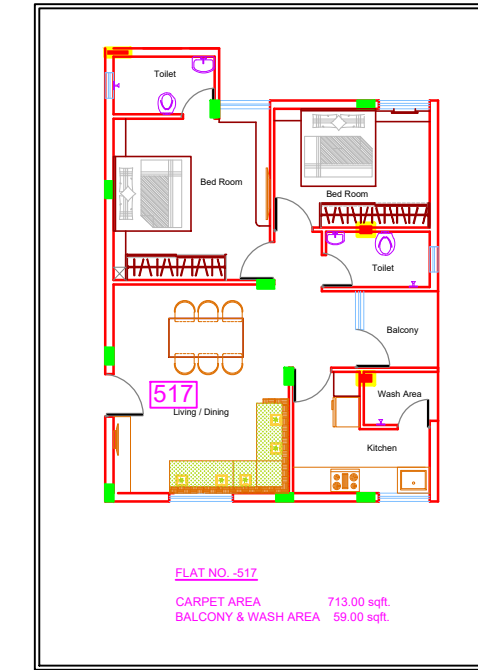 Toilet
Bed Room
Bed Room
Toilet
Balcony
517
Wash Area
Living / Dining
Kitchen
FLAT NO. -517
CARPET AREA 713.00 sqft.
BALCONY & WASH AREA 59.00 sqft.